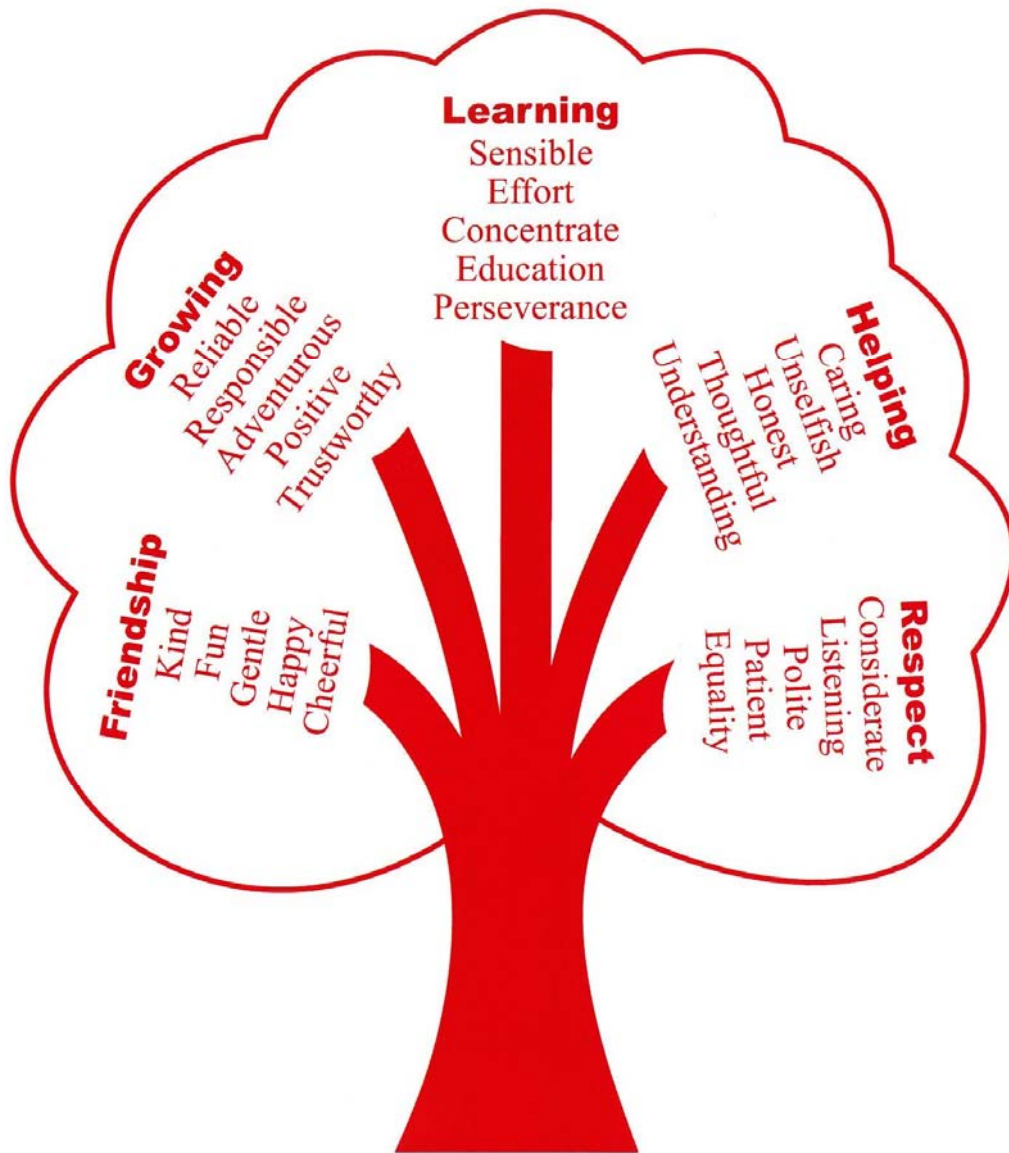 Learning
Sensible
Effort
Concentrate
Education
Perseverance
Growing
Reliable
Responsible
Adventurous
Positive
Trustworthy
Helping
Caring
Unselfish
Honest
Thoughtful
Understanding
Friendship
Kind
Fun
Gentle
Happy
Cheerful
Respect
Considerate
Listening
Polite
Patient
Equality